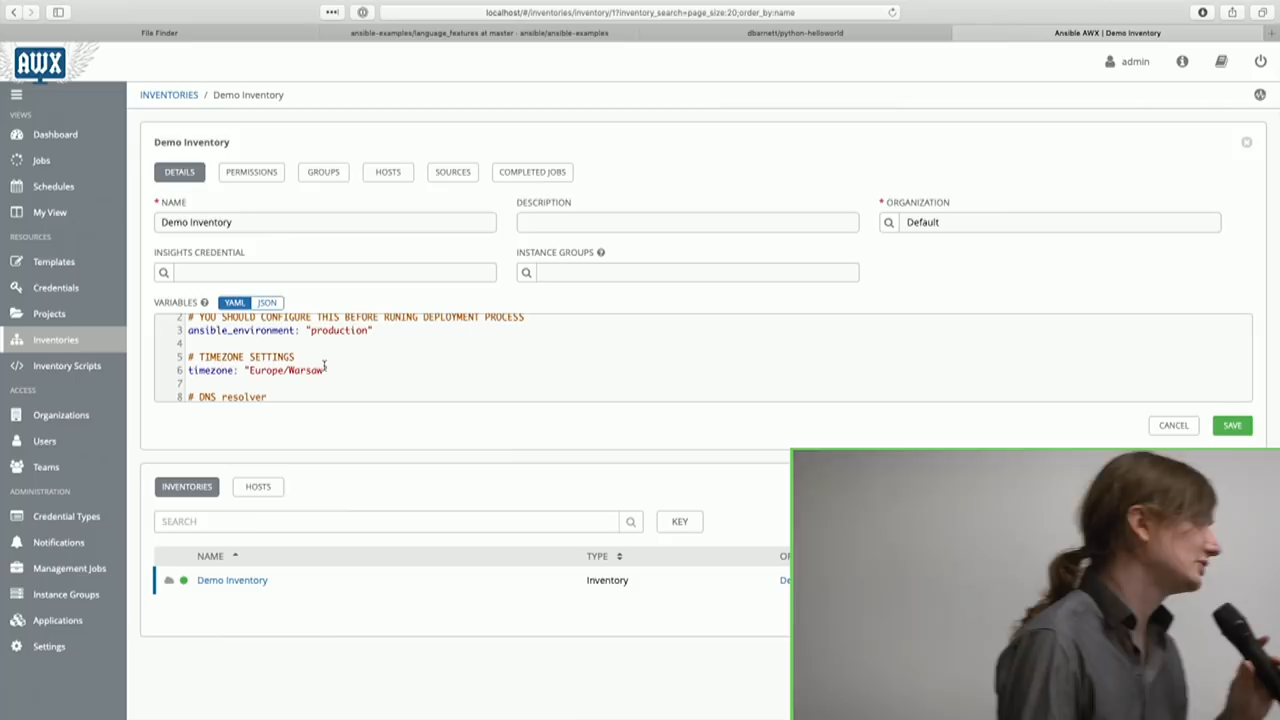 localhost/#/inventories/inventory/1?inventory_search=page_size:20;order_by:name
File Finder
ansible-examples/language_features at master · ansible/ansible-examples
dbarnett/python-helloworld
Ansible AWX | Demo Inventory
AWX
admin
VIEWS
Dashboard
Jobs
Schedules
My View
RESOURCES
Templates
Credentials
Projects
Inventories
Inventory Scripts
ACCESS
Organizations
Users
Teams
ADMINISTRATION
Credential Types
Notifications
Management Jobs
Instance Groups
Applications
Settings
INVENTORIES / Demo Inventory
Demo Inventory
DETAILS PERMISSIONS GROUPS HOSTS SOURCES COMPLETED JOBS
* NAME DESCRIPTION * ORGANIZATION
Demo Inventory Default
INSIGHTS CREDENTIAL INSTANCE GROUPS
VARIABLES YAML JSON
2 # YOU SHOULD CONFIGURE THIS BEFORE RUNING DEPLOYMENT PROCESS
3 ansible_environment: "production"
4
5 # TIMEZONE SETTINGS
6 timezone: "Europe/Warsaw"
7
8 # DNS resolver
CANCEL SAVE
INVENTORIES HOSTS
SEARCH KEY
NAME TYPE
Demo Inventory Inventory